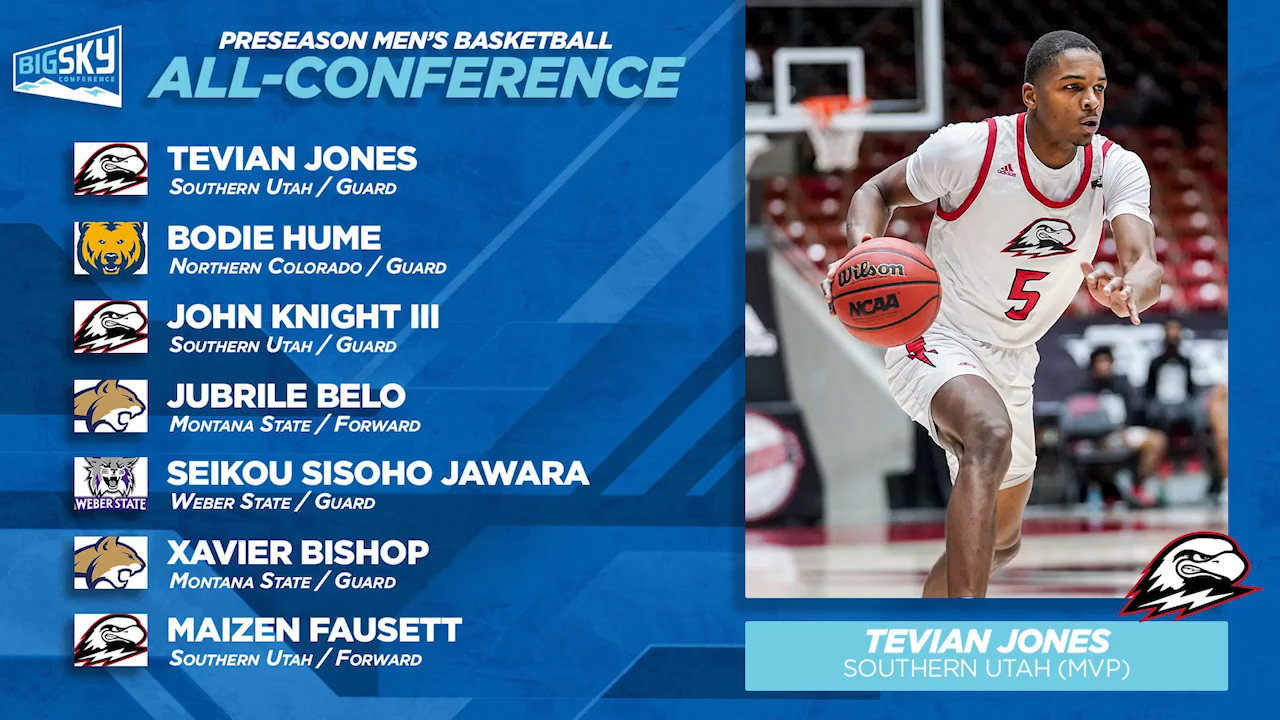 BIG SKY
CONFERENCE
PRESEASON MEN'S BASKETBALL
ALL-CONFERENCE
TEVIAN JONES
SOUTHERN UTAH / GUARD
BODIE HUME
NORTHERN COLORADO / GUARD
JOHN KNIGHT III
SOUTHERN UTAH / GUARD
JUBRILE BELO
MONTANA STATE / FORWARD
WEBER STATE
SEIKOU SISOHO JAWARA
WEBER STATE / GUARD
XAVIER BISHOP
MONTANA STATE / GUARD
MAIZEN FAUSETT
SOUTHERN UTAH / FORWARD
adidas
5
Wilson
NCAA
TEVIAN JONES
SOUTHERN UTAH (MVP)